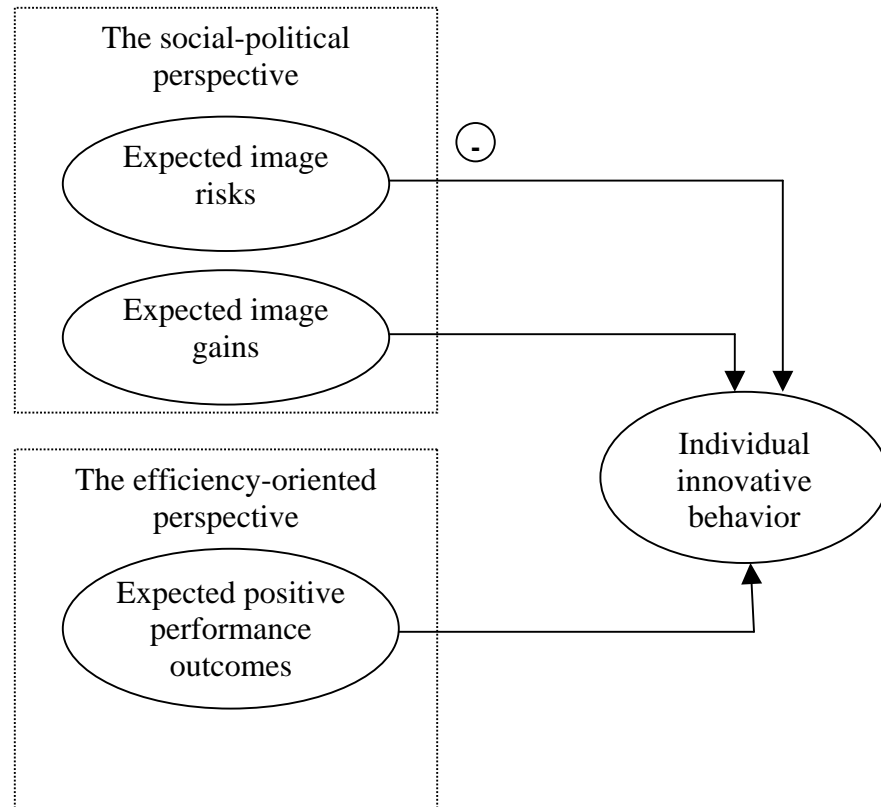 The social-political
perspective
Expected image
risks
-
Expected image
gains
The efficiency-oriented
perspective
Expected positive
performance
outcomes
Individual
innovative
behavior